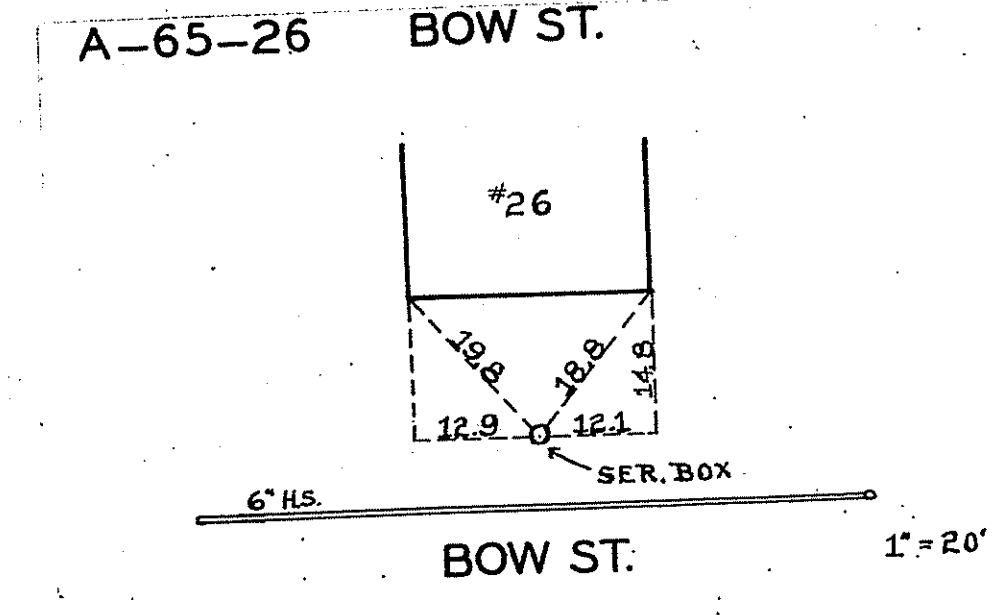 A-65-26 BOW ST.
#26
19.8
18.8
14.8
12.9
12.1
SER. BOX
6" H.S.
BOW ST.
1" = 20'